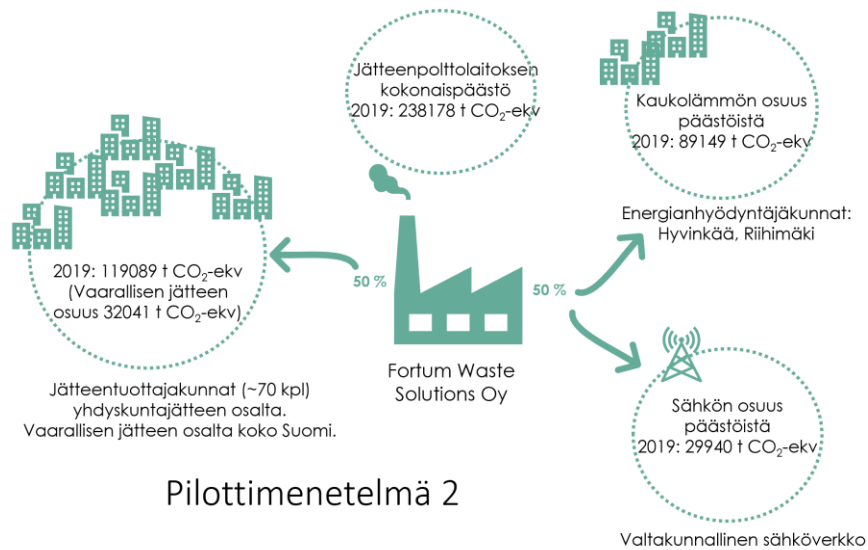 Jätteenpolttolaitoksen
kokonaispäästö
2019: 238178 t CO₂-ekv
Kaukolämmön osuus
päästöistä
2019: 89149 t CO₂-ekv
Energianhyödyntäjäkunnat:
Hyvinkää, Riihimäki
2019: 119089 t CO₂-ekv
(Vaarallisen jätteen
osuus 32041 t CO₂-ekv)
50 %
50 %
Jätteentuottajakunnat (~70 kpl)
yhdyskuntajätteen osalta.
Vaarallisen jätteen osalta koko Suomi.
Fortum Waste
Solutions Oy
Sähkön osuus
päästöistä
2019: 29940 t CO₂-ekv
Pilottimenetelmä 2
Valtakunnallinen sähköverkko